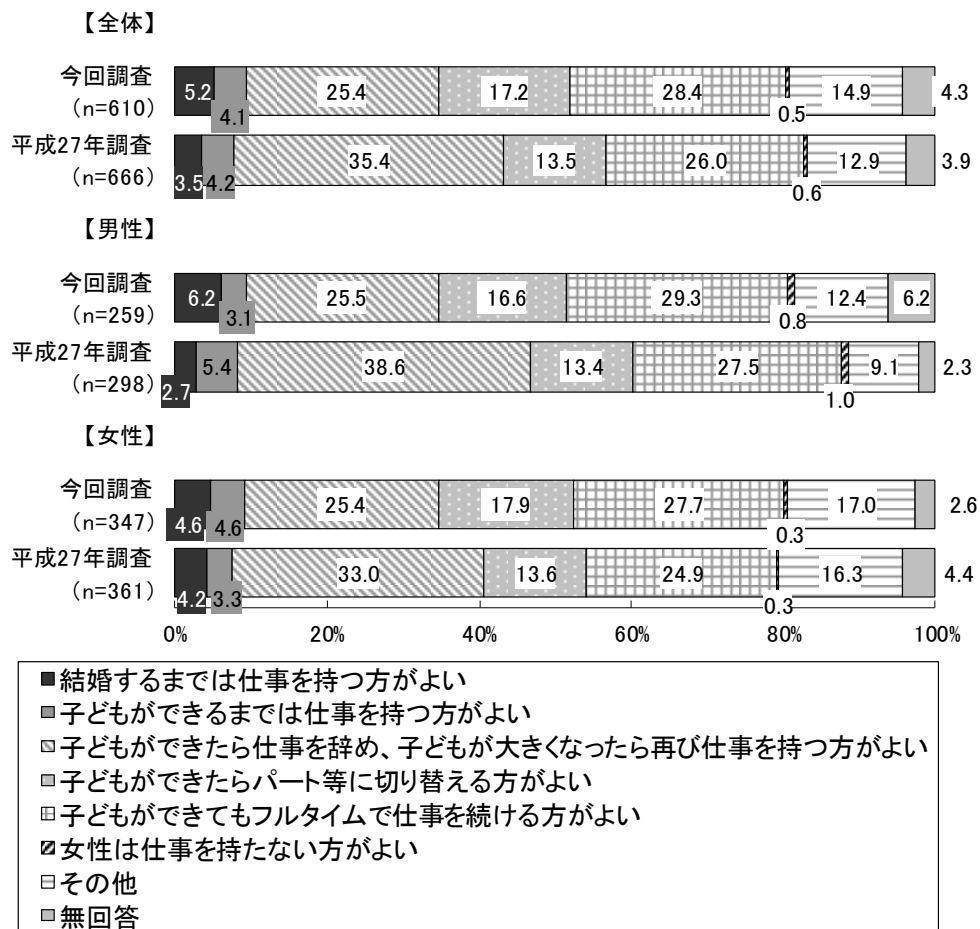 【全体】
今回調査
(n=610)
5.2
4.1
25.4
17.2
28.4
0.5
14.9
4.3
平成27年調査
(n=666)
3.5
4.2
35.4
13.5
26.0
0.6
12.9
3.9
【男性】
今回調査
(n=259)
6.2
3.1
25.5
16.6
29.3
0.8
12.4
6.2
平成27年調査
(n=298)
2.7
5.4
38.6
13.4
27.5
1.0
9.1
2.3
【女性】
今回調査
(n=347)
4.6
4.6
25.4
17.9
27.7
0.3
17.0
2.6
平成27年調査
(n=361)
4.2
3.3
33.0
13.6
24.9
0.3
16.3
4.4
0% 20% 40% 60% 80% 100%
結婚するまでは仕事を持つ方がよい
子どもができるまでは仕事を持つ方がよい
子どもができたら仕事を辞め、子どもが大きくなったら再び仕事を持つ方がよい
子どもができたらパート等に切り替える方がよい
子どもができてもフルタイムで仕事を続ける方がよい
女性は仕事を持たない方がよい
その他
無回答